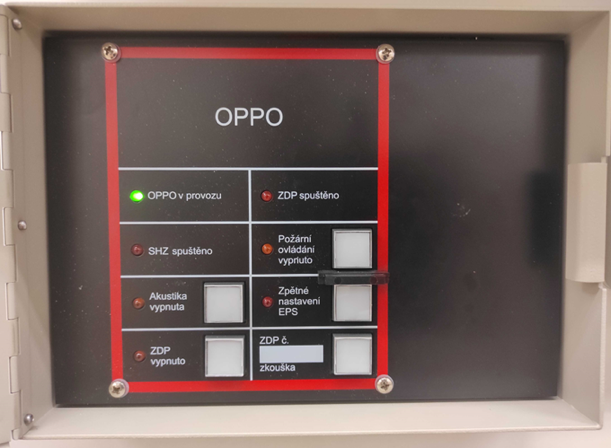 OPPO
OPPO v provozu
ZDP spuštěno
SHZ spuštěno
Požární
ovládání
vypnuto
Akustika
vypnuta
Zpětné
nastavení
EPS
ZDP
vypnuto
ZDP č.
zkouška